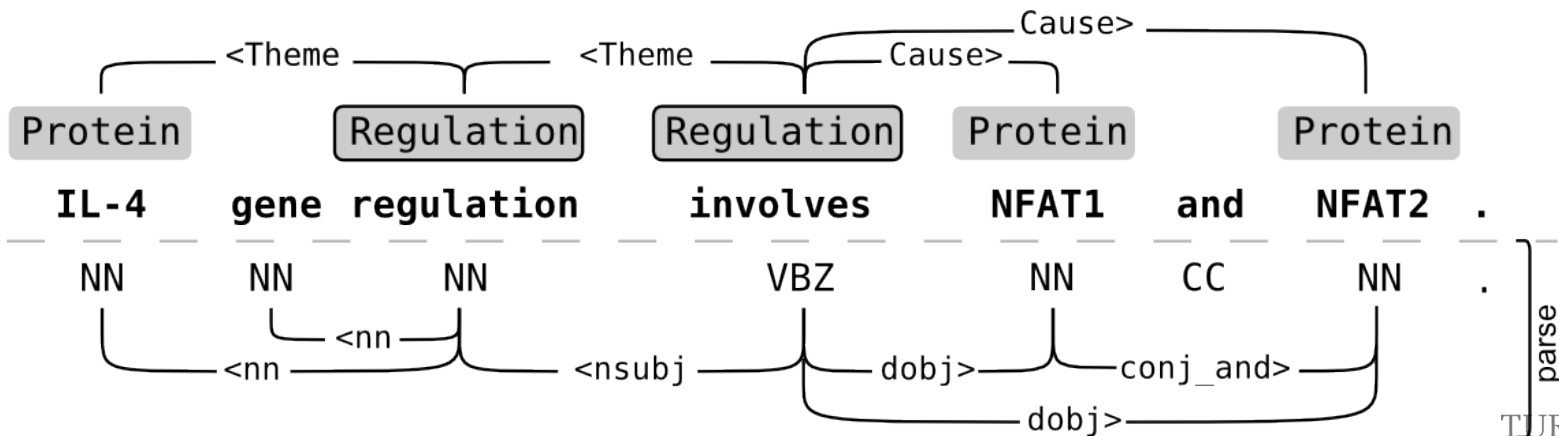 Cause>
<Theme <Theme Cause>
Protein Regulation Regulation Protein Protein
IL-4 gene regulation involves NFAT1 and NFAT2 .
NN NN NN VBZ NN CC NN .
<nn
<nn <nsubj dobj> conj_and>
dobj>
parse